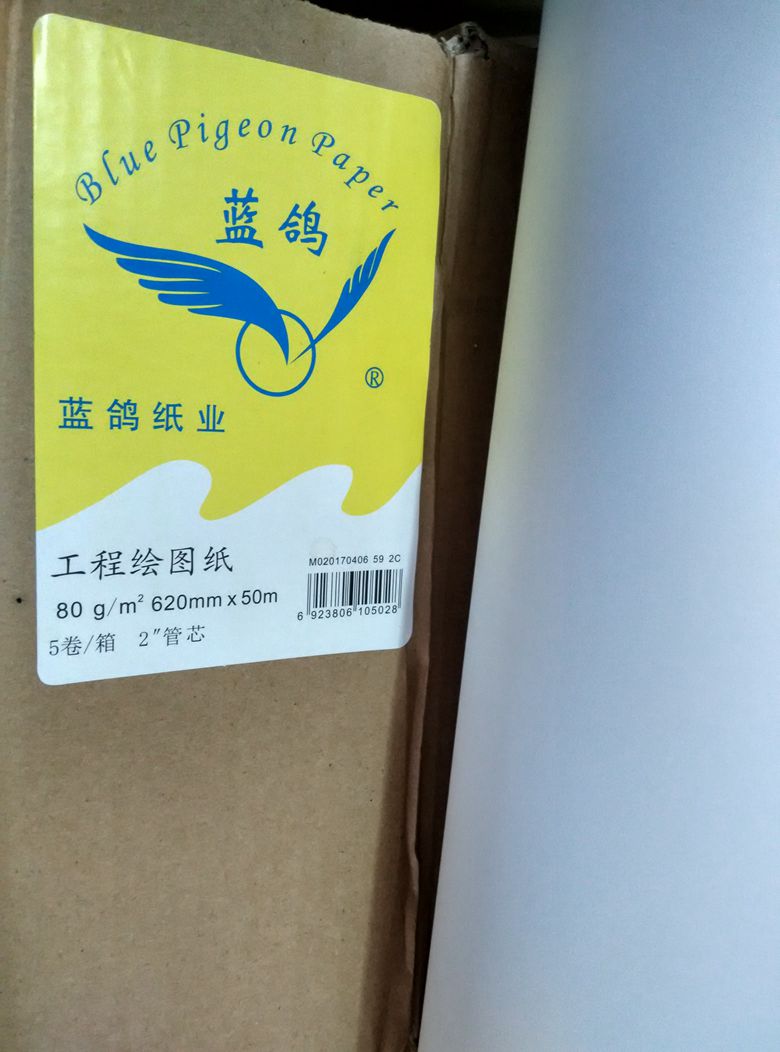 Blue Pigeon Paper
蓝鸽
®
蓝鸽纸业
工程绘图纸
M020170406 59 2C
80 g/m² 620mm x 50m
6 923806 105028
5卷/箱 2″管芯